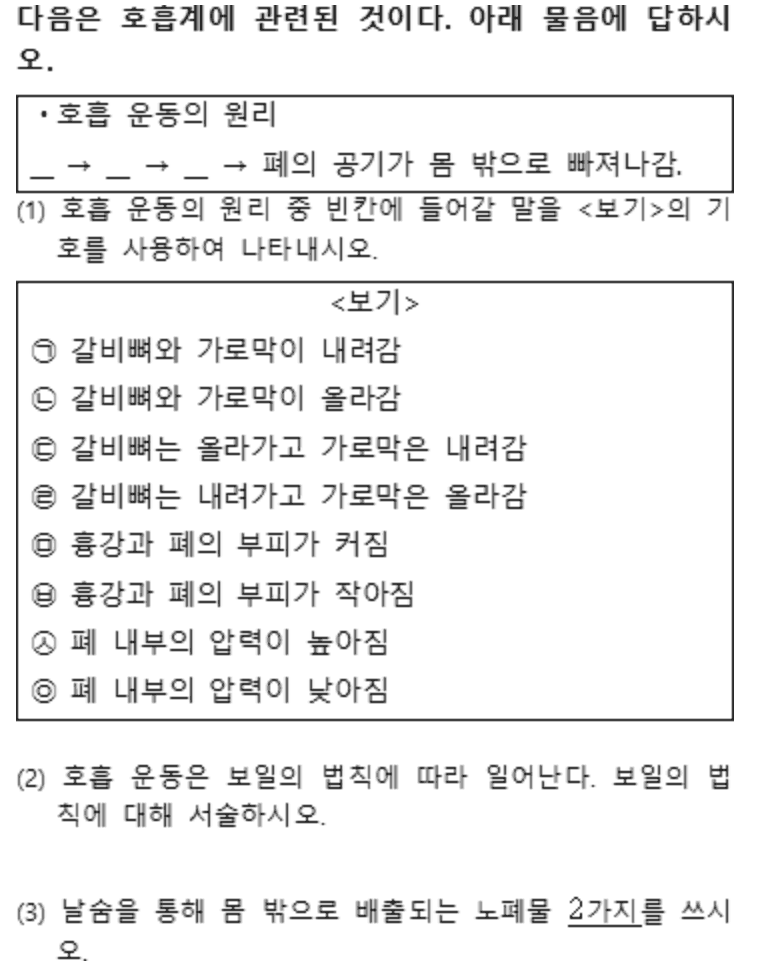 다음은 호흡계에 관련된 것이다. 아래 물음에 답하시
오.
・호흡 운동의 원리
_ → _ → _ → 폐의 공기가 몸 밖으로 빠져나감.
(1) 호흡 운동의 원리 중 빈칸에 들어갈 말을 <보기>의 기
호를 사용하여 나타내시오.
<보기>
㉠ 갈비뼈와 가로막이 내려감
㉡ 갈비뼈와 가로막이 올라감
㉢ 갈비뼈는 올라가고 가로막은 내려감
㉣ 갈비뼈는 내려가고 가로막은 올라감
㉤ 흉강과 폐의 부피가 커짐
㉥ 흉강과 폐의 부피가 작아짐
㉦ 폐 내부의 압력이 높아짐
◎ 폐 내부의 압력이 낮아짐
(2) 호흡 운동은 보일의 법칙에 따라 일어난다. 보일의 법
칙에 대해 서술하시오.
(3) 날숨을 통해 몸 밖으로 배출되는 노폐물 2가지를 쓰시
오.